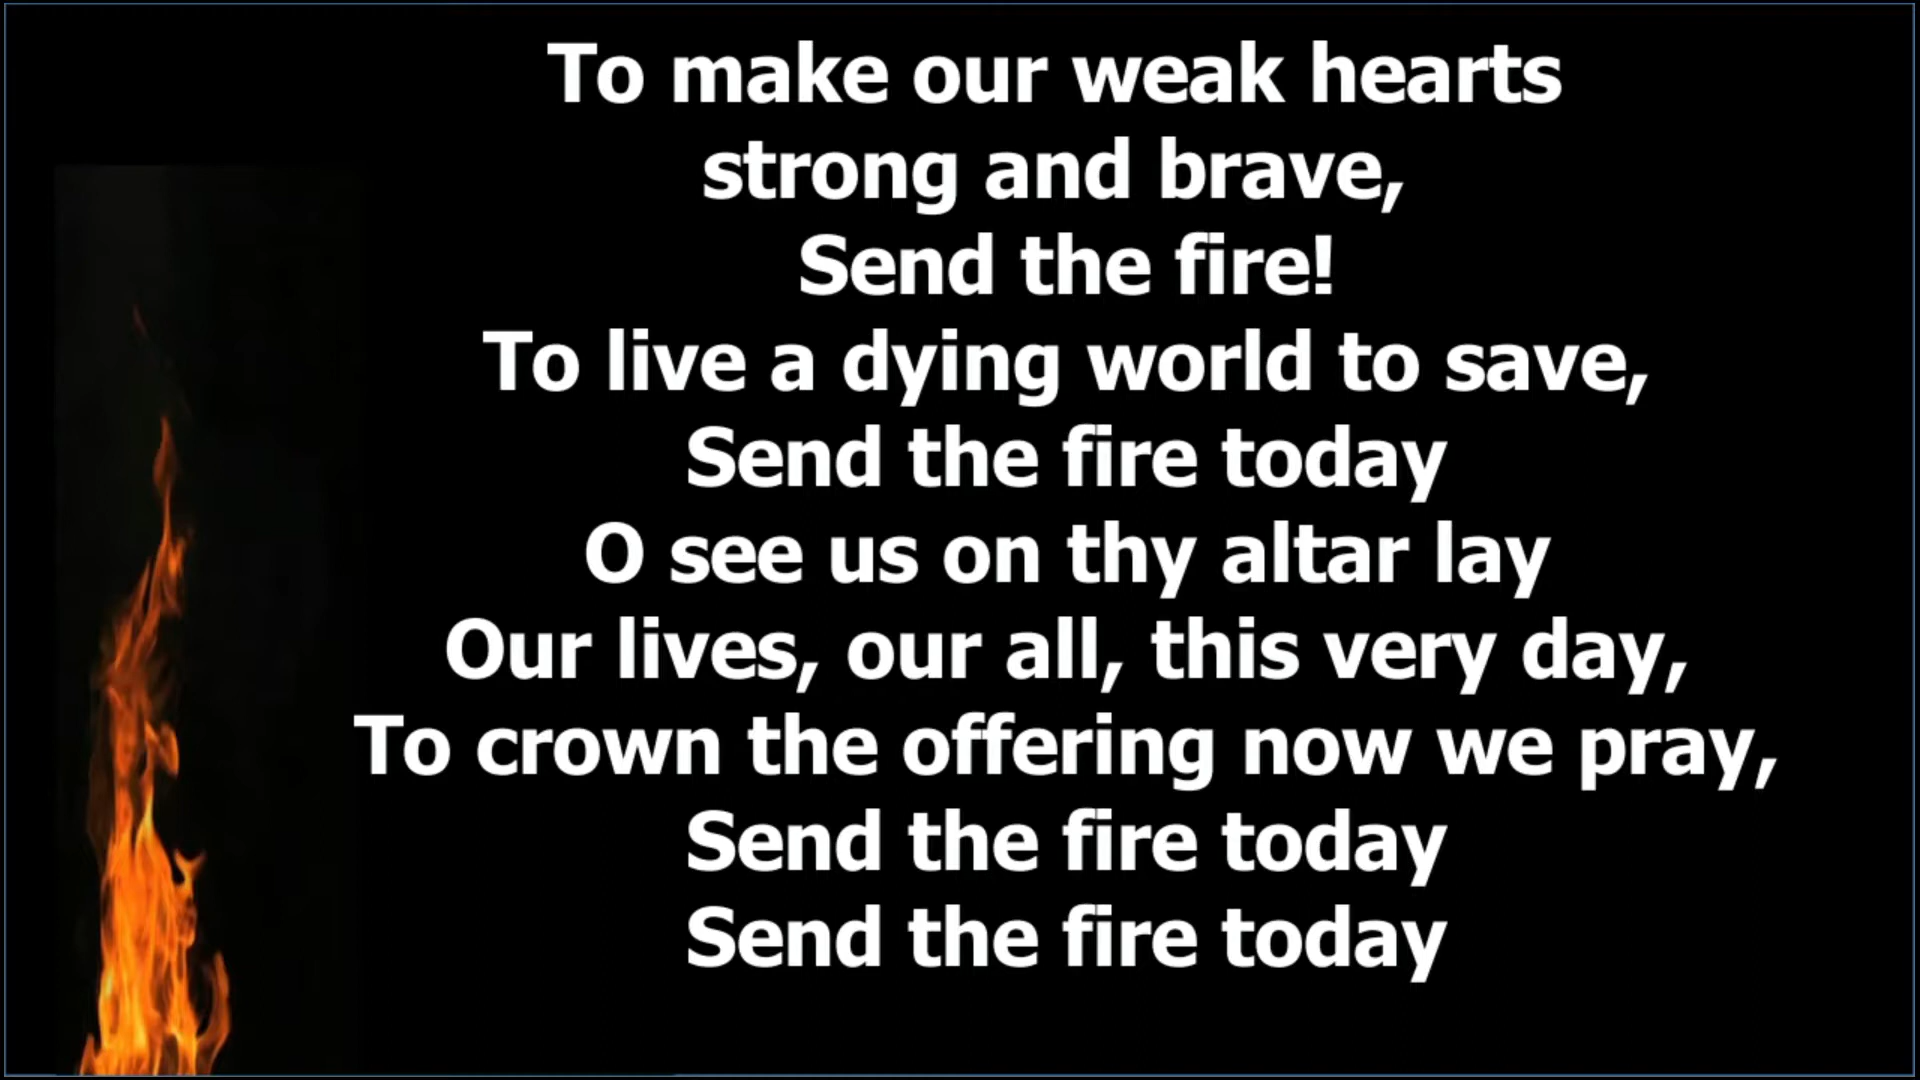 To make our weak hearts
strong and brave,
Send the fire!
To live a dying world to save,
Send the fire today
O see us on thy altar lay
Our lives, our all, this very day,
To crown the offering now we pray,
Send the fire today
Send the fire today